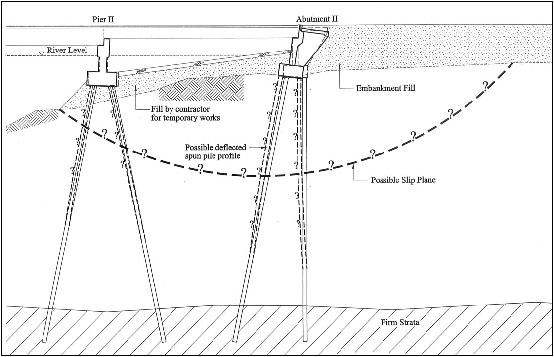 Pier II
Abutment II
River Level
Embankment Fill
Fill by contractor
for temporary works
Possible deflected
spun pile profile
Possible Slip Plane
Firm Strata